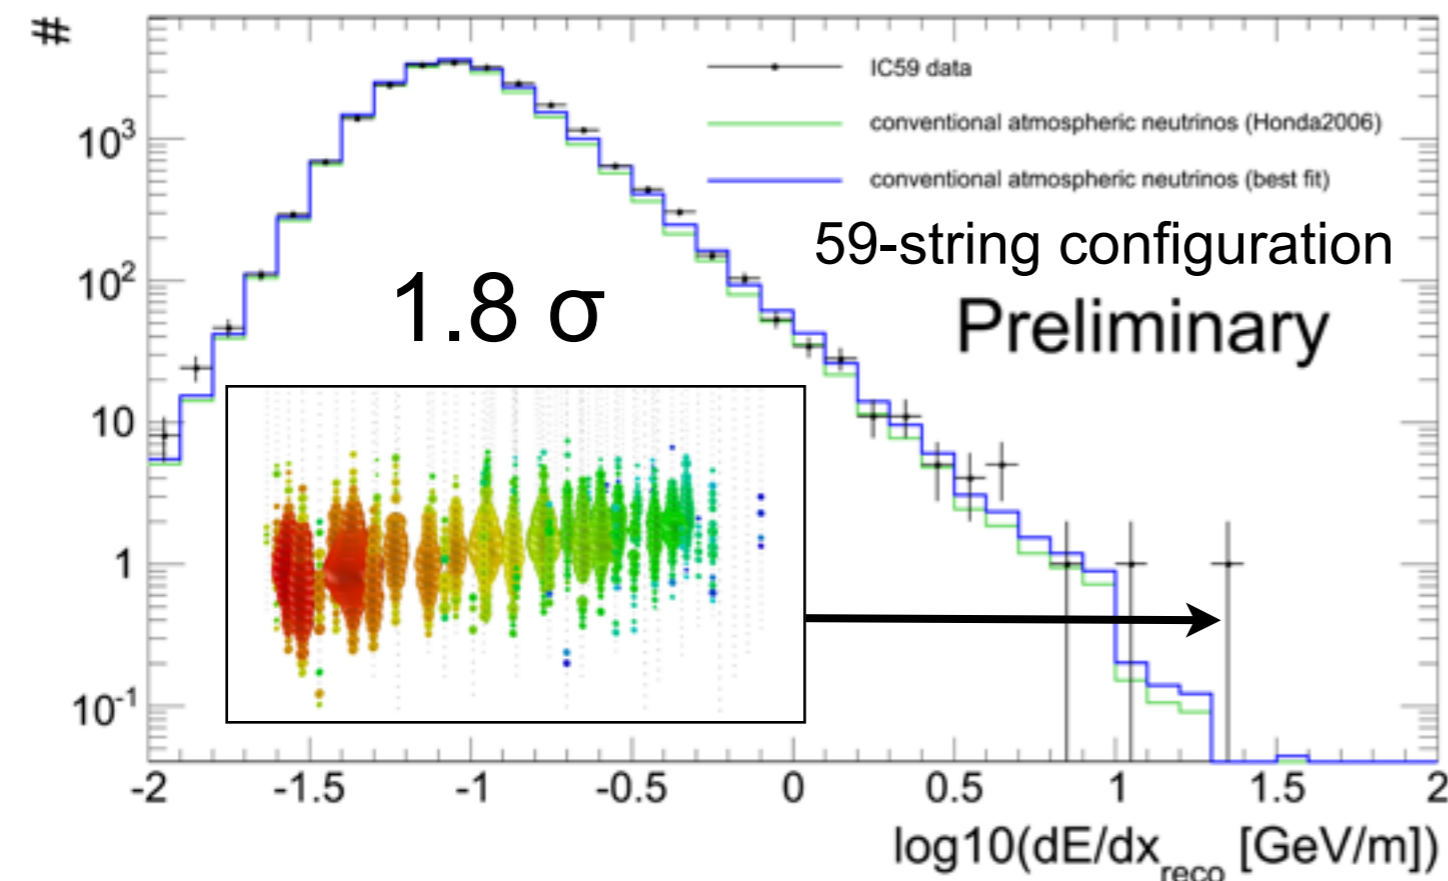 #
IC59 data
conventional atmospheric neutrinos (Honda2006)
conventional atmospheric neutrinos (best fit)
59-string configuration
Preliminary
1.8 σ
10³
10²
10
1
10⁻¹
-2 -1.5 -1 -0.5 0 0.5 1 1.5 2
log10(dE/dx_reco [GeV/m])